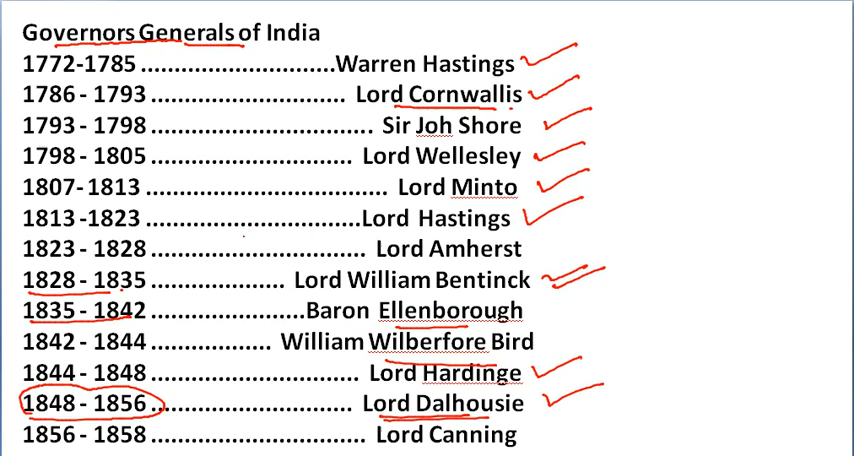 Governors Generals of India
1772-1785 ................................Warren Hastings
1786 - 1793 ............................... Lord Cornwallis
1793 - 1798 .................................... Sir Joh Shore
1798 - 1805 ................................. Lord Wellesley
1807- 1813 ....................................... Lord Minto
1813 -1823 ...................................Lord Hastings
1823 - 1828 ................................... Lord Amherst
1828 - 1835 ...................... Lord William Bentinck
1835 - 1842 .........................Baron Ellenborough
1842 - 1844 .................... William Wilberfore Bird
1844 - 1848 .................................. Lord Hardinge
1848 - 1856 ................................. Lord Dalhousie
1856 - 1858 ................................... Lord Canning